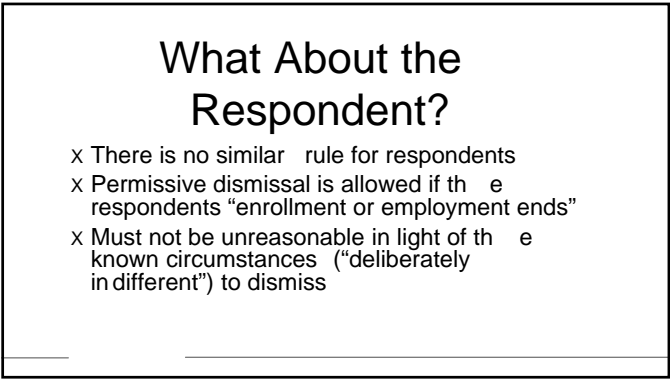 What About the
Respondent?
x There is no similar rule for respondents
x Permissive dismissal is allowed if th e
respondents “enrollment or employment ends”
x Must not be unreasonable in light of th e
known circumstances (“deliberately
in different”) to dismiss